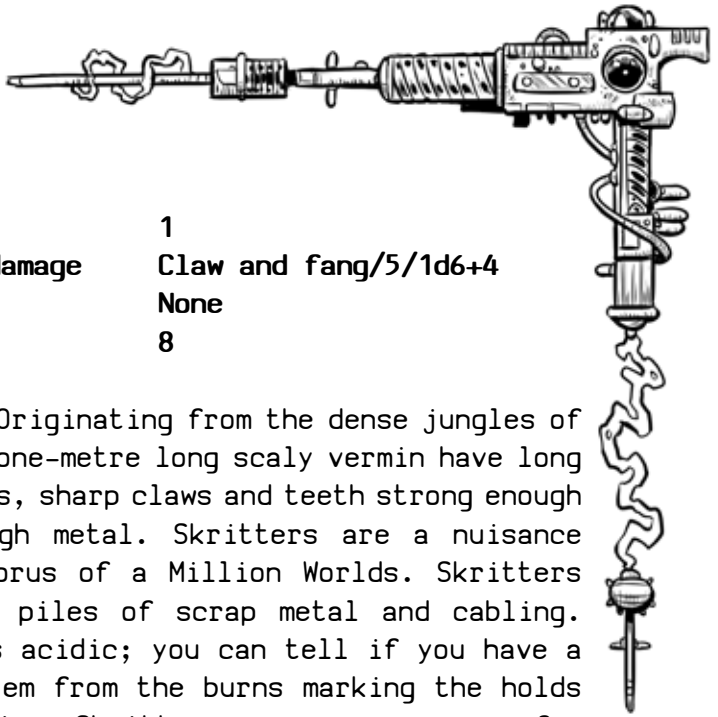 1
damage Claw and fang/5/1d6+4
None
8
Originating from the dense jungles of
one-metre long scaly vermin have long
s, sharp claws and teeth strong enough
gh metal. Skritters are a nuisance
orus of a Million Worlds. Skritters
piles of scrap metal and cabling.
s acidic; you can tell if you have a
em from the burns marking the holds